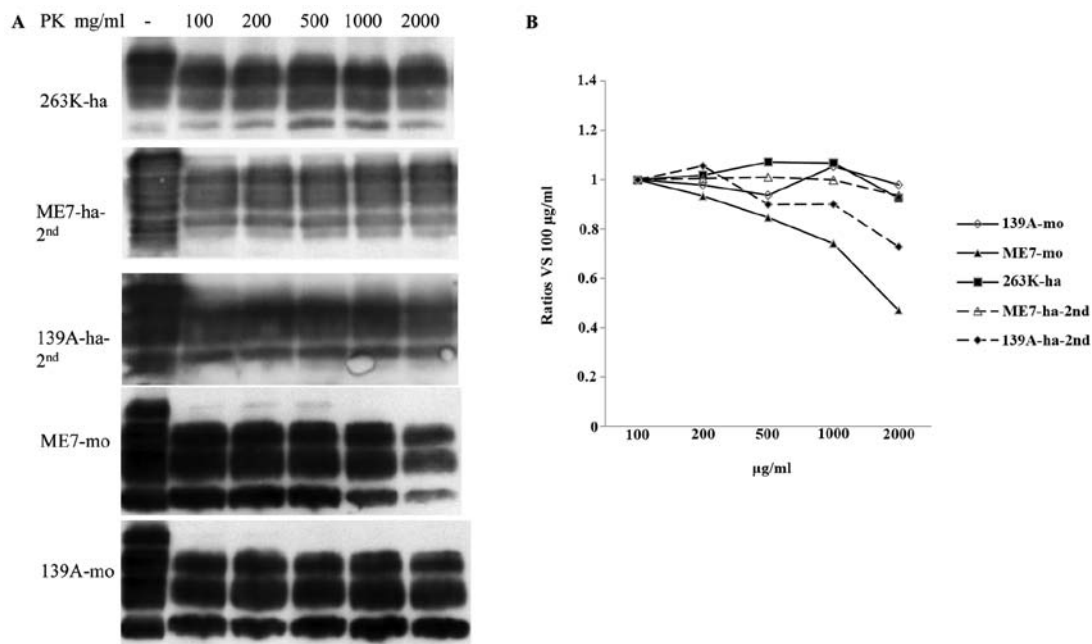 A PK mg/ml - 100 200 500 1000 2000
263K-ha
ME7-ha-
2nd
139A-ha-
2nd
ME7-mo
139A-mo
B
1.4
1.2
1
0.8
0.6
0.4
0.2
0
Ratios VS 100 µg/ml
100 200 500 1000 2000
µg/ml
139A-mo
ME7-mo
263K-ha
ME7-ha-2nd
139A-ha-2nd